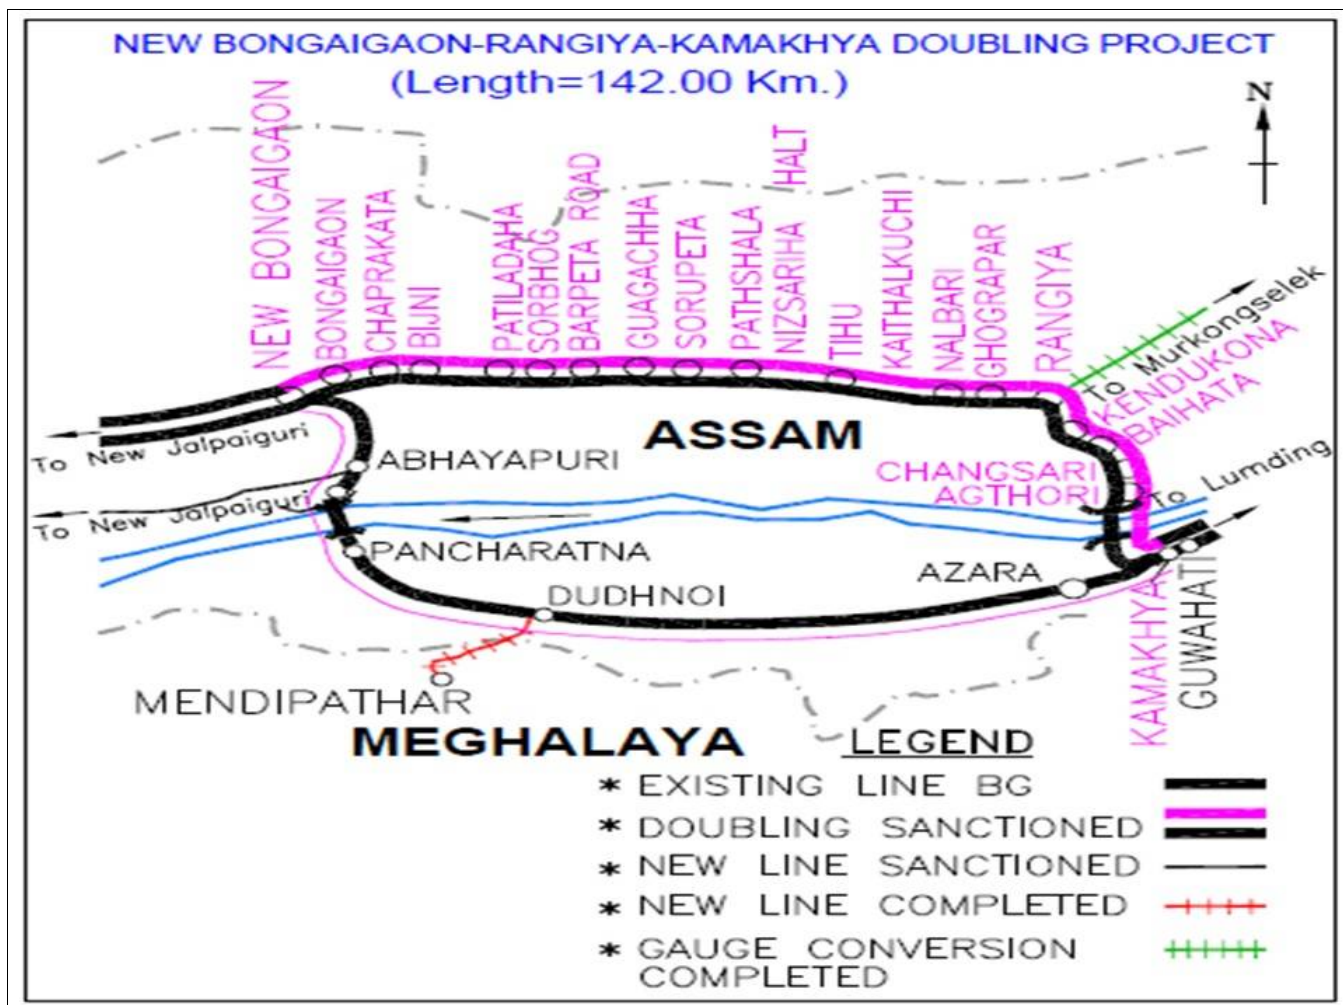 NEW BONGAIGAON-RANGIYA-KAMAKHYA DOUBLING PROJECT
(Length=142.00 Km.)
N
NEW BONGAIGAON
BONGAIGAON
CHAPRAKATA
BIJNI
PATILADAHA
SORBHOG
BARPETA ROAD
GUAGACHHA
SORUPETA
PATHSHALA
NIZSARIHA HALT
TIHU
KAITHALKUCHI
NALBARI
GHOGRAPAR
RANGIYA
To Murkongselek
KENDUKONA
BAIHATA
ASSAM
To New Jalpaiguri
ABHAYAPURI
CHANGSARI
AGTHORI
To Lumding
To New Jalpaiguri
PANCHARATNA
AZARA
DUDHNOI
KAMAKHYA
GUWAHATI
MENDIPATHAR
MEGHALAYA
LEGEND
* EXISTING LINE BG
* DOUBLING SANCTIONED
* NEW LINE SANCTIONED
* NEW LINE COMPLETED
* GAUGE CONVERSION
COMPLETED